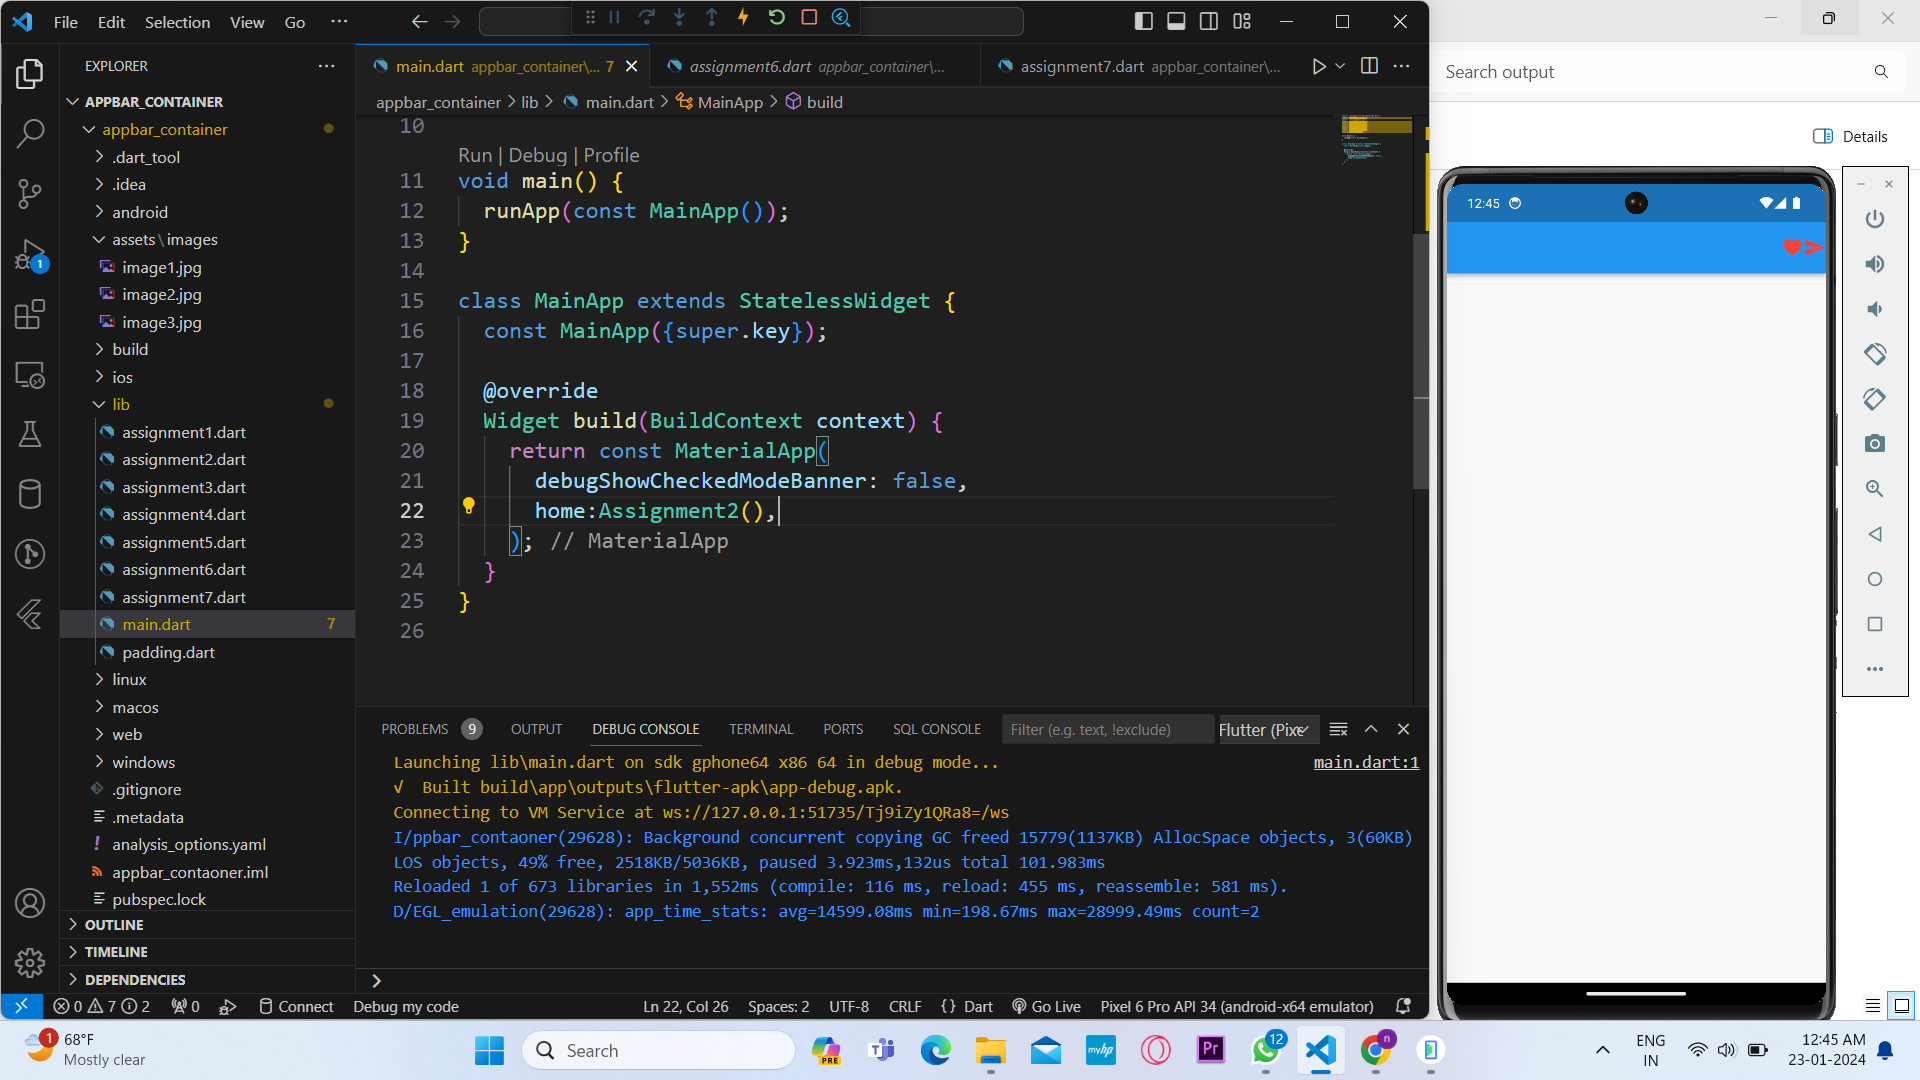 File Edit Selection View Go ···
EXPLORER ···
APPBAR_CONTAINER
appbar_container
.dart_tool
.idea
android
assets\images
image1.jpg
image2.jpg
image3.jpg
build
ios
lib
assignment1.dart
assignment2.dart
assignment3.dart
assignment4.dart
assignment5.dart
assignment6.dart
assignment7.dart
main.dart 7
padding.dart
linux
macos
web
windows
.gitignore
.metadata
analysis_options.yaml
appbar_contaoner.iml
pubspec.lock
OUTLINE
TIMELINE
DEPENDENCIES
1
main.dart appbar_container\... 7
assignment6.dart appbar_container\...
assignment7.dart appbar_container\...
appbar_container > lib > main.dart > MainApp > build
10
Run | Debug | Profile
11 void main() {
12 runApp(const MainApp());
13 }
14
15 class MainApp extends StatelessWidget {
16 const MainApp({super.key});
17
18 @override
19 Widget build(BuildContext context) {
20 return const MaterialApp(
21 debugShowCheckedModeBanner: false,
22 home:Assignment2(),
23 ); // MaterialApp
24 }
25 }
26
PROBLEMS 9 OUTPUT DEBUG CONSOLE TERMINAL PORTS SQL CONSOLE Filter (e.g. text, !exclude) Flutter (Pixe
Launching lib\main.dart on sdk gphone64 x86 64 in debug mode... main.dart:1
√ Built build\app\outputs\flutter-apk\app-debug.apk.
Connecting to VM Service at ws://127.0.0.1:51735/Tj9iZy1QRa8=/ws
I/ppbar_contaoner(29628): Background concurrent copying GC freed 15779(1137KB) AllocSpace objects, 3(60KB)
LOS objects, 49% free, 2518KB/5036KB, paused 3.923ms,132us total 101.983ms
Reloaded 1 of 673 libraries in 1,552ms (compile: 116 ms, reload: 455 ms, reassemble: 581 ms).
D/EGL_emulation(29628): app_time_stats: avg=14599.08ms min=198.67ms max=28999.49ms count=2
0 7 2 0 Connect Debug my code Ln 22, Col 26 Spaces: 2 UTF-8 CRLF {} Dart Go Live Pixel 6 Pro API 34 (android-x64 emulator)
Search output
Details
12:45
1 68°F
Mostly clear
Search
PRE
myhp
Pr
12
n
ENG
IN
12:45 AM
23-01-2024